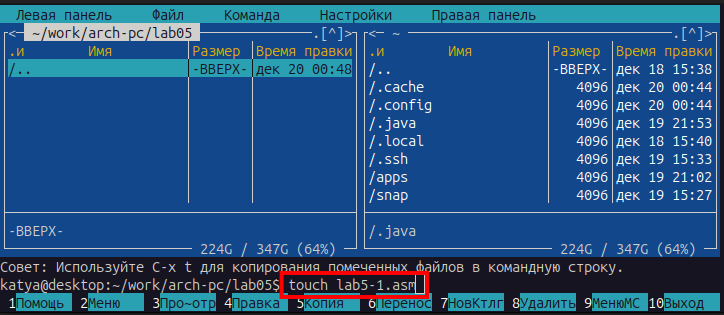 Левая панель Файл Команда Настройки Правая панель
<— ~/work/arch-pc/lab05 —.[^]> <— ~ —.[^]>
.и Имя Размер Время правки .и Имя Размер Время правки
/.. -ВВЕРХ- дек 20 00:48 /.. -ВВЕРХ- дек 18 15:38
/.cache 4096 дек 20 00:44
/.config 4096 дек 20 00:44
/.java 4096 дек 19 21:53
/.local 4096 дек 18 15:40
/.ssh 4096 дек 19 15:33
/apps 4096 дек 19 21:02
/snap 4096 дек 19 15:27
-ВВЕРХ- /.java
224G / 347G (64%) 224G / 347G (64%)
Совет: Используйте C-x t для копирования помеченных файлов в командную строку.
katya@desktop:~/work/arch-pc/lab05$ touch lab5-1.asm
1Помощь 2Меню 3Про~отр 4Правка 5Копия 6Перенос 7НовКтлг 8Удалить 9МенюМС 10Выход